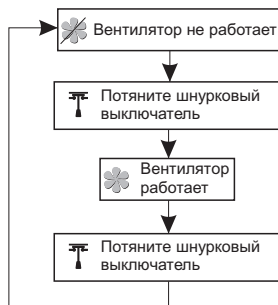 Вентилятор не работает
Потяните шнурковый
выключатель
Вентилятор
работает
Потяните шнурковый
выключатель